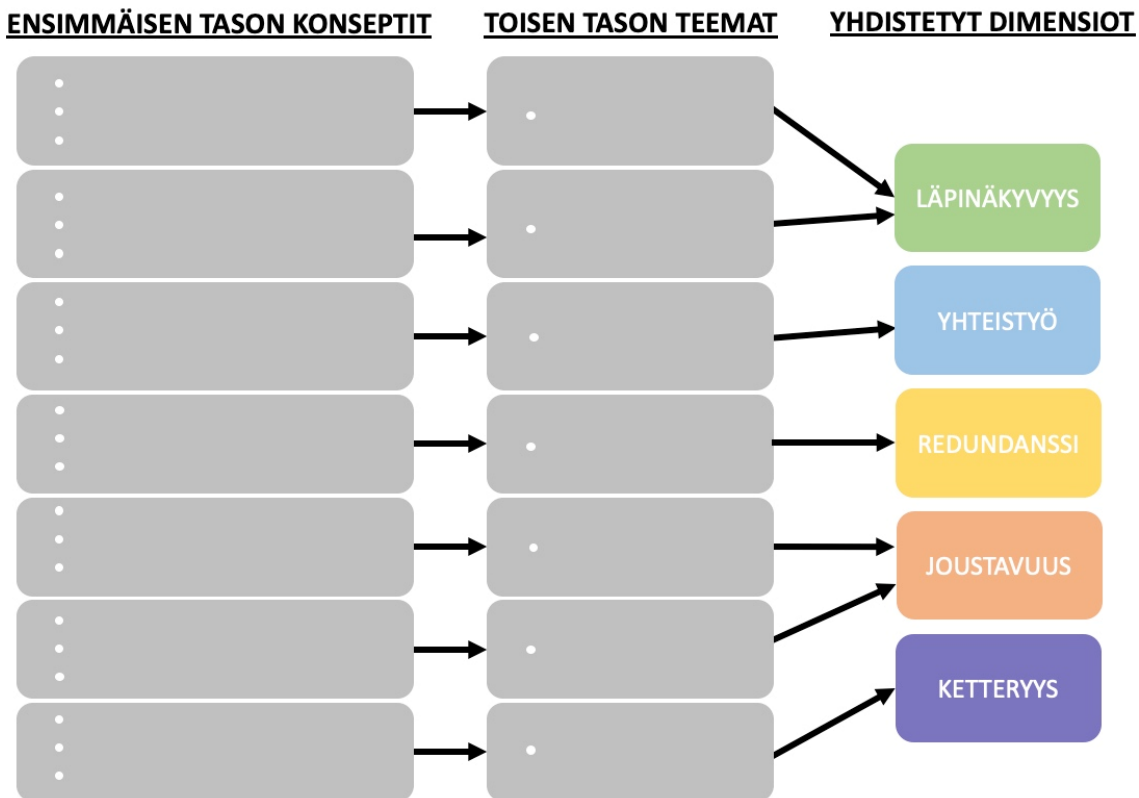 ENSIMMÄISEN TASON KONSEPTIT
TOISEN TASON TEEMAT
YHDISTETYT DIMENSIOT
LÄPINÄKYVYYS
YHTEISTYÖ
REDUNDANSSI
JOUSTAVUUS
KETTERYYS